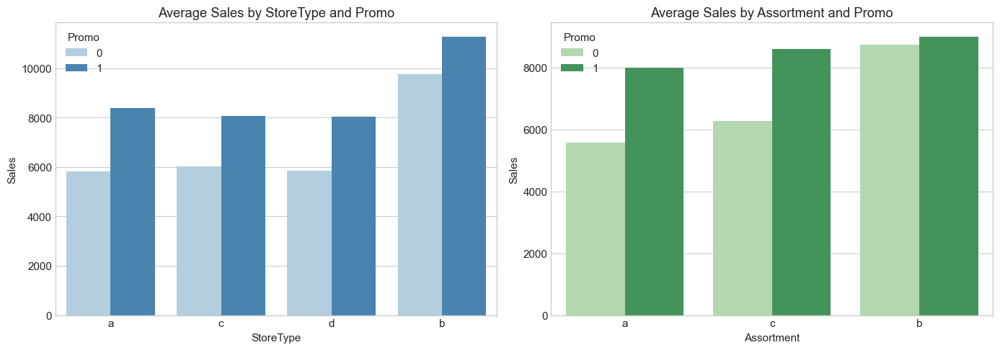 Average Sales by StoreType and Promo
Promo
0
1
10000
8000
6000
4000
2000
0
Sales
a c d b
StoreType
Average Sales by Assortment and Promo
Promo
0
1
8000
6000
4000
2000
0
Sales
a c b
Assortment